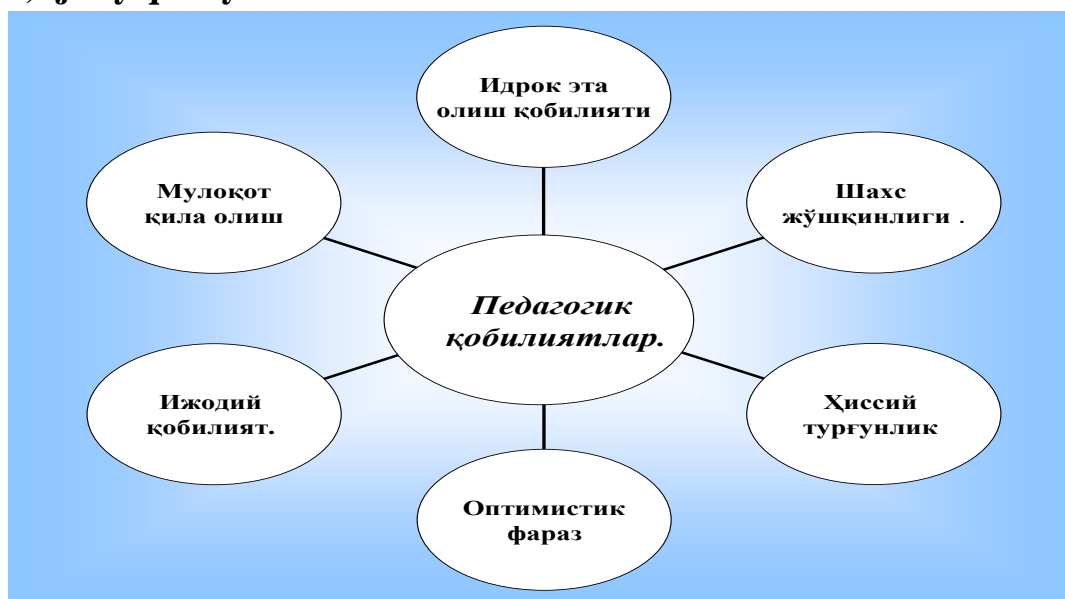 Идрок эта
олиш қобилияти
Мулоқот
қила олиш
Шахс
жўшқинлиги .
Педагогик
қобилиятлар.
Ижодий
қобилият.
Ҳиссий
турғунлик
Оптимистик
фараз